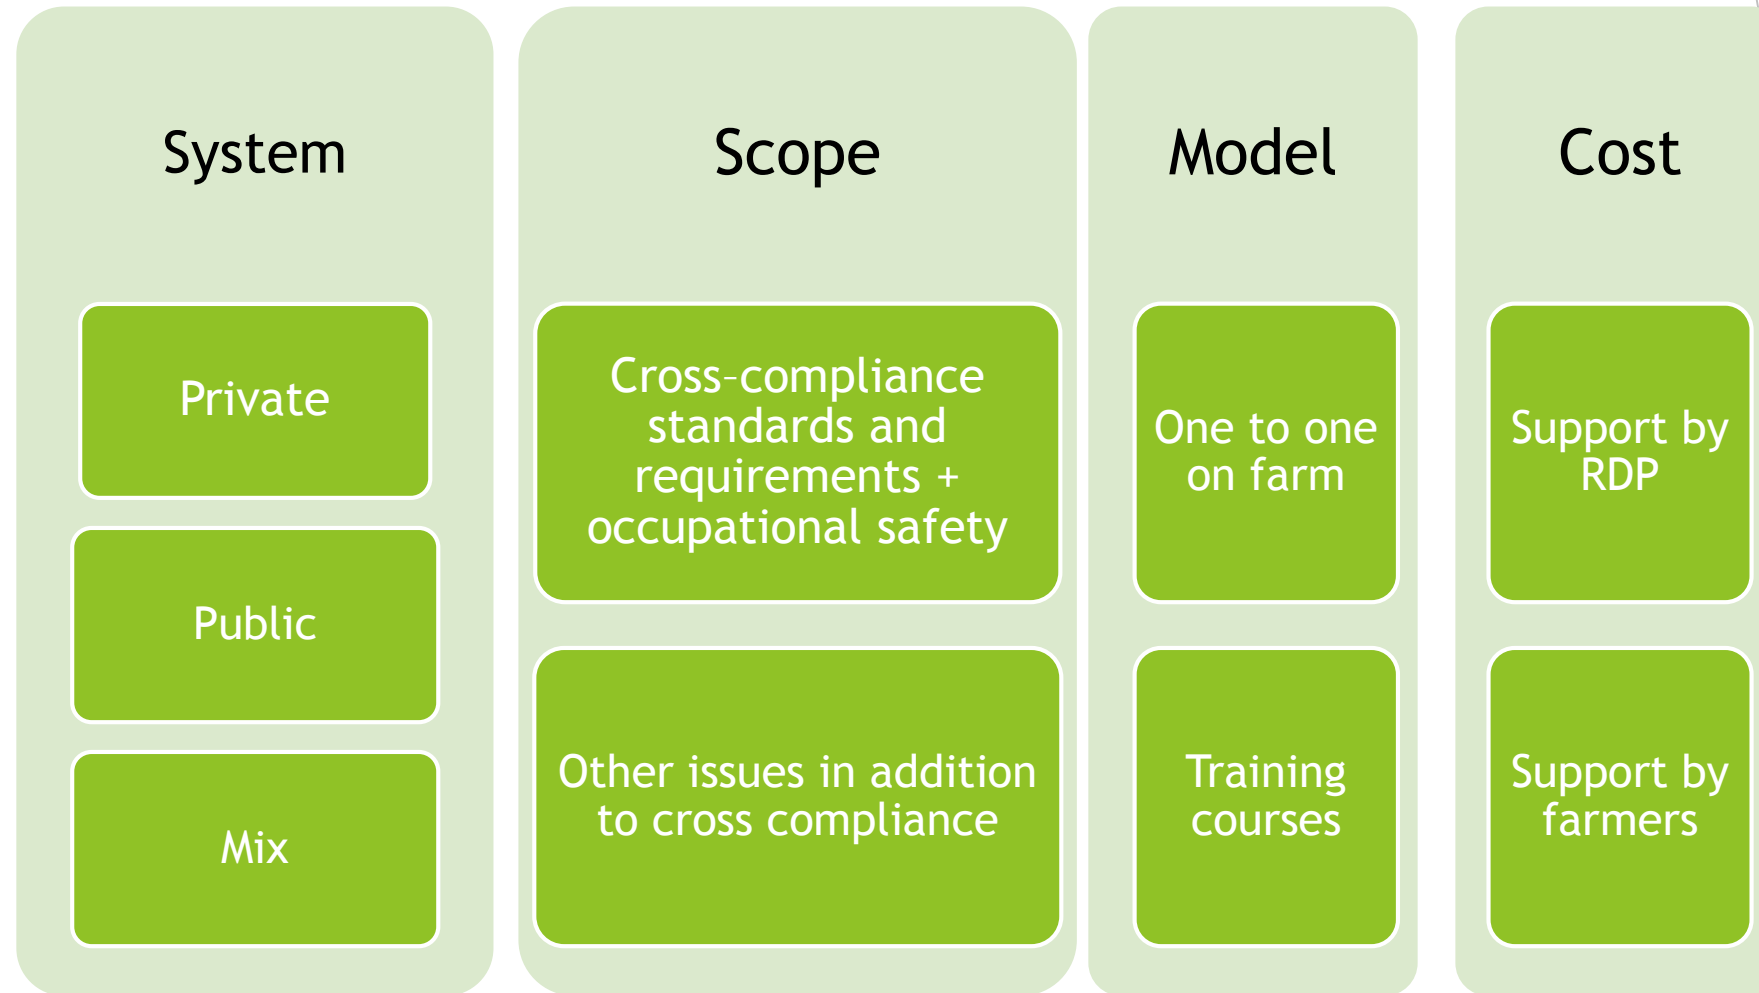 System
Private
Public
Mix
Scope
Cross-compliance
standards and
requirements +
occupational safety
Other issues in addition
to cross compliance
Model
One to one
on farm
Training
courses
Cost
Support by
RDP
Support by
farmers